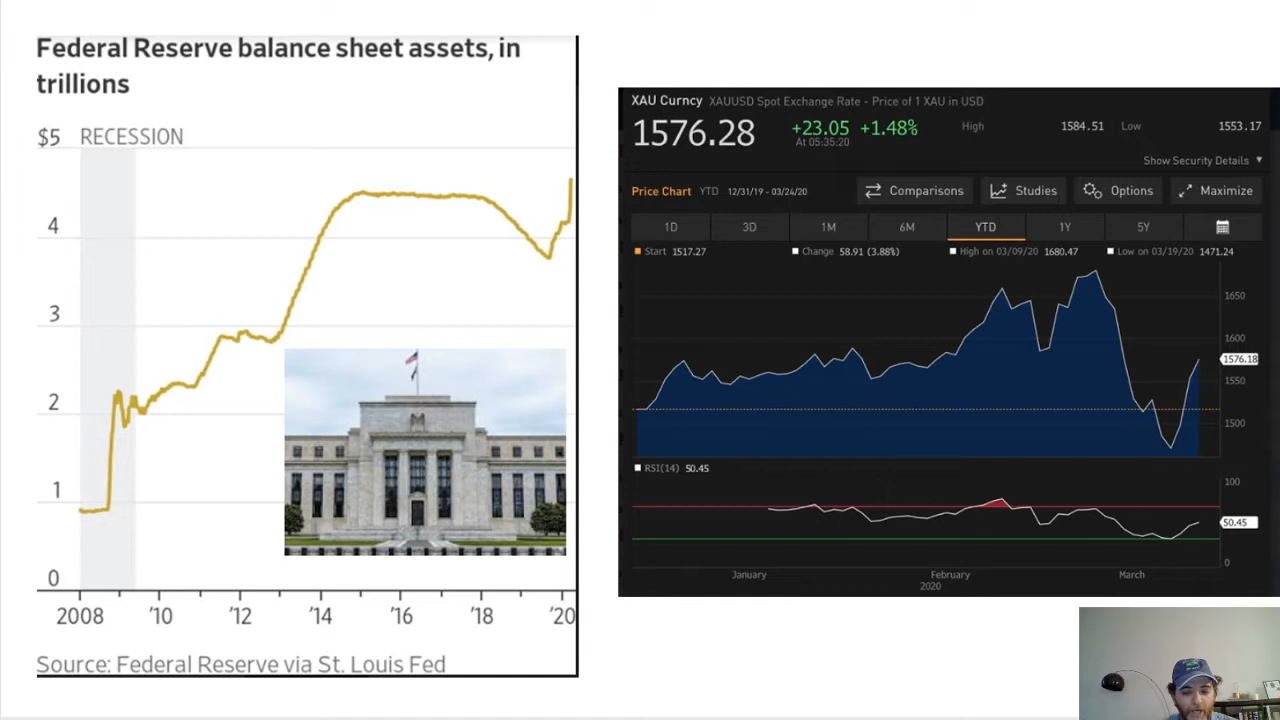 Federal Reserve balance sheet assets, in
trillions
$5 RECESSION
4
3
2
1
0
2008 '10 '12 '14 '16 '18 '20
Source: Federal Reserve via St. Louis Fed
XAU Curncy XAUUSD Spot Exchange Rate - Price of 1 XAU in USD
1576.28 +23.05 +1.48% High 1584.51 Low 1553.17
At 05:35:20
Show Security Details
Price Chart YTD 12/31/19 - 03/24/20 Comparisons Studies Options Maximize
1D 3D 1M 6M YTD 1Y 5Y
Start 1517.27 Change 58.91 (3.88%) High on 03/09/20 1680.47 Low on 03/19/20 1471.24
1650
1600
1576.18
1550
1500
RSI(14) 50.45
100
50.45
0
January February March
2020